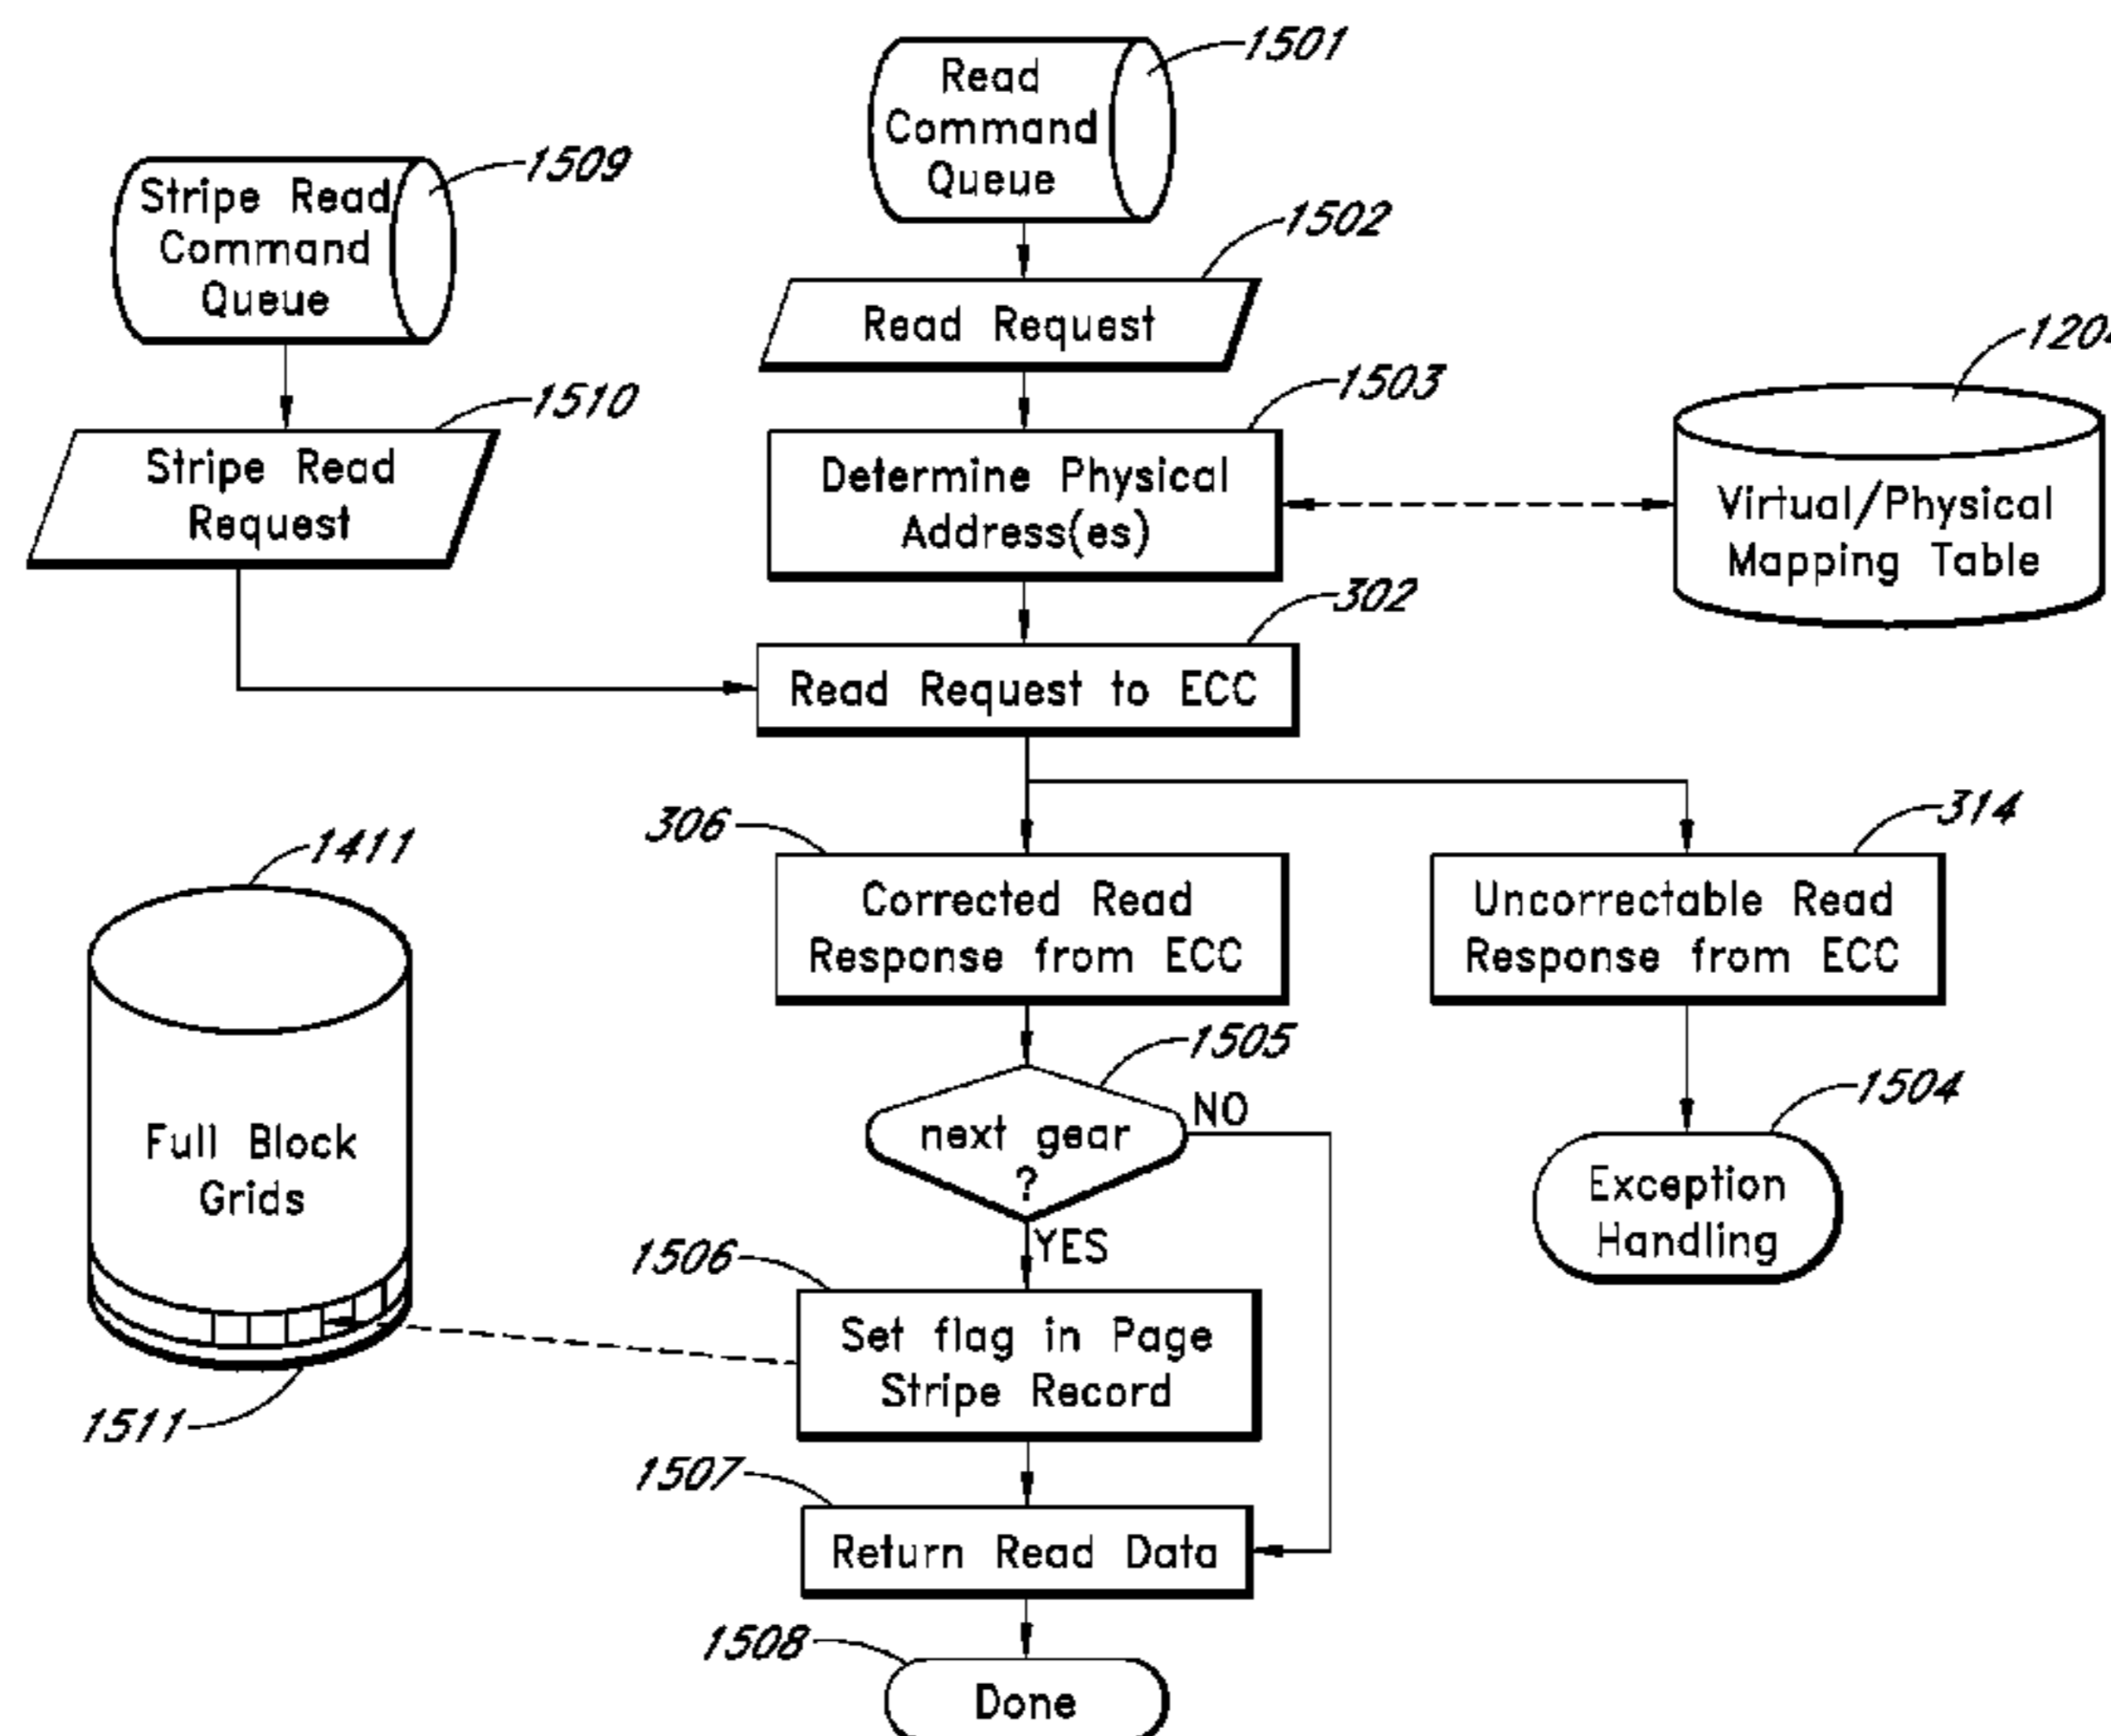 1501
Read
Command
Queue
1509
Stripe Read
Command
Queue
1502
Read Request
1204
1510
Stripe Read
Request
1503
Determine Physical
Address(es)
Virtual/Physical
Mapping Table
302
Read Request to ECC
306
Corrected Read
Response from ECC
314
Uncorrectable Read
Response from ECC
1411
Full Block
Grids
1505
next gear
?
NO
YES
1504
Exception
Handling
1506
Set flag in Page
Stripe Record
1511
1507
Return Read Data
1508
Done